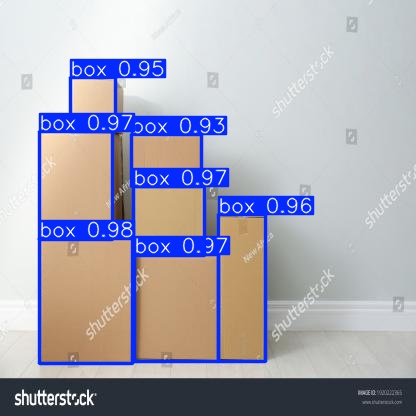 box 0.95
box 0.97
box 0.93
box 0.97
box 0.96
box 0.98
box 0.97
shutterstock
shutterstock
shutterstock
shutterstock
New Africa
New Africa
shutterstock
IMAGE ID: 1920222365
www.shutterstock.com